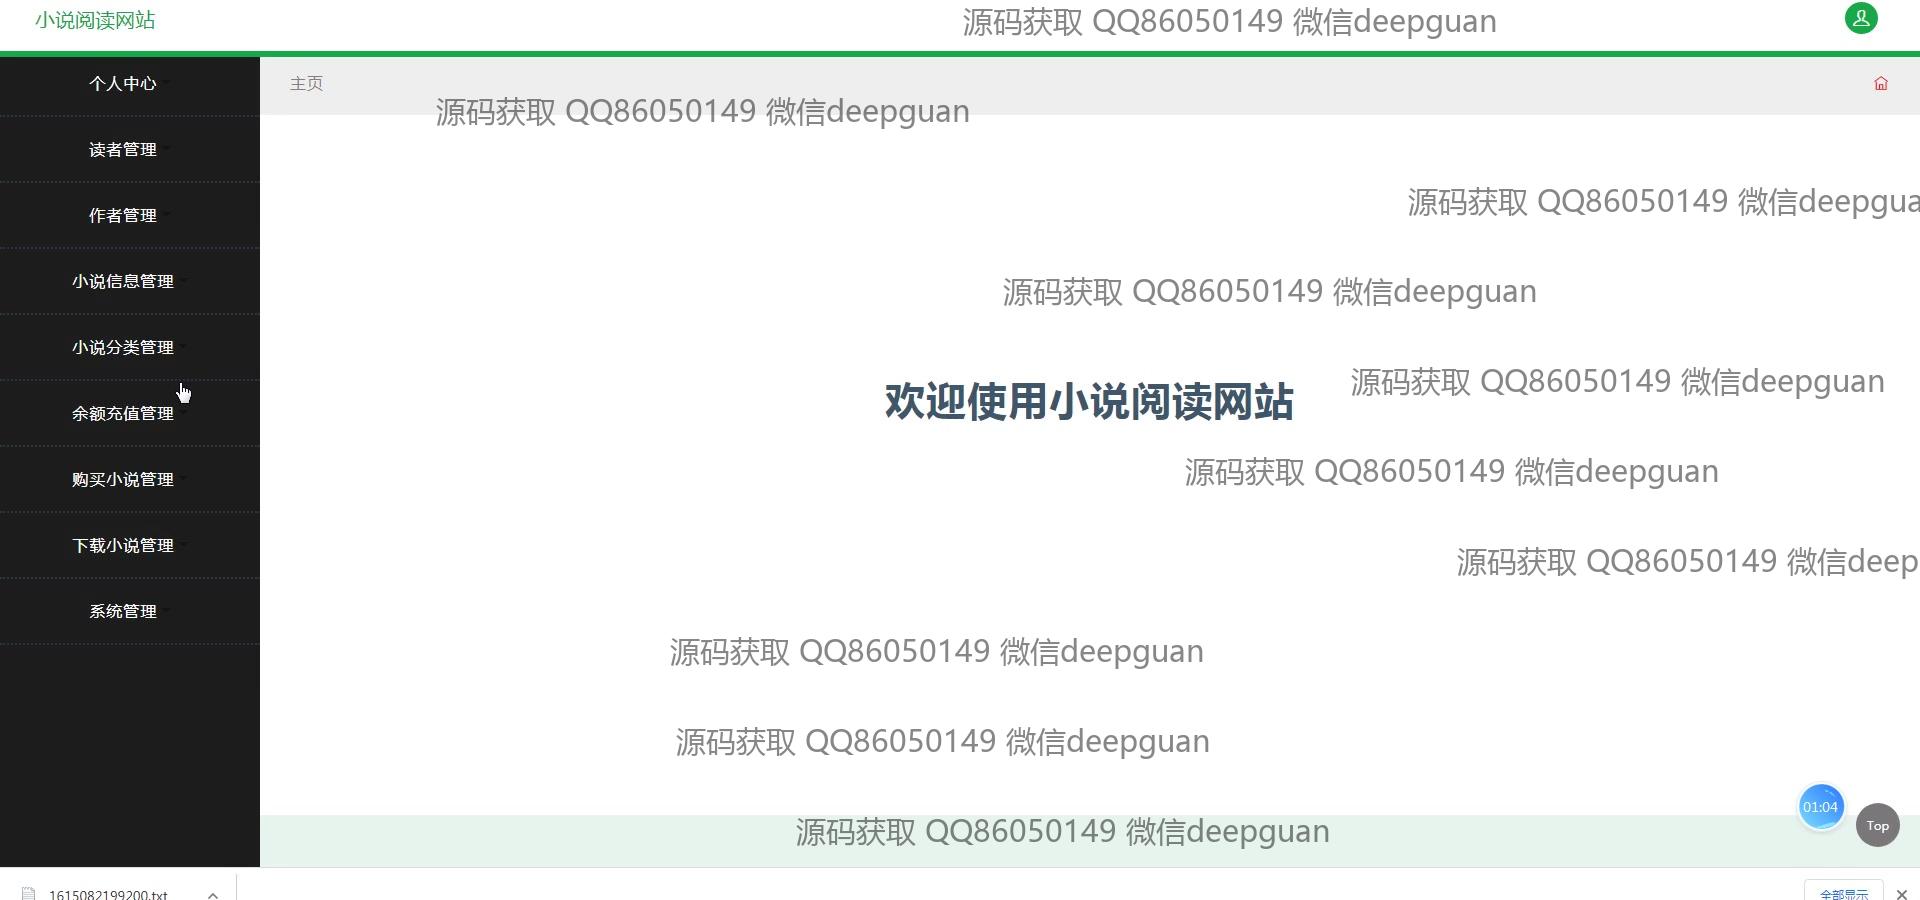 小说阅读网站
源码获取 QQ86050149 微信deepguan
个人中心
主页
源码获取 QQ86050149 微信deepguan
读者管理
源码获取 QQ86050149 微信deepgua
作者管理
小说信息管理
源码获取 QQ86050149 微信deepguan
小说分类管理
源码获取 QQ86050149 微信deepguan
欢迎使用小说阅读网站
余额充值管理
源码获取 QQ86050149 微信deepguan
购买小说管理
下载小说管理
源码获取 QQ86050149 微信deep
系统管理
源码获取 QQ86050149 微信deepguan
源码获取 QQ86050149 微信deepguan
01:04
Top
源码获取 QQ86050149 微信deepguan
1615082199200.txt
全部显示